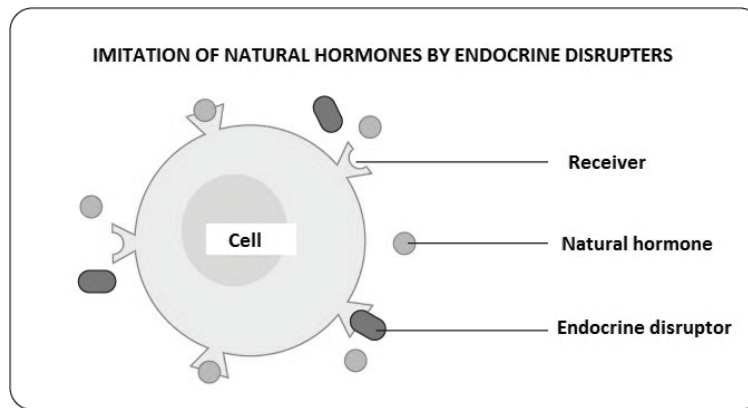 IMITATION OF NATURAL HORMONES BY ENDOCRINE DISRUPTERS
Receiver
Cell
Natural hormone
Endocrine disruptor